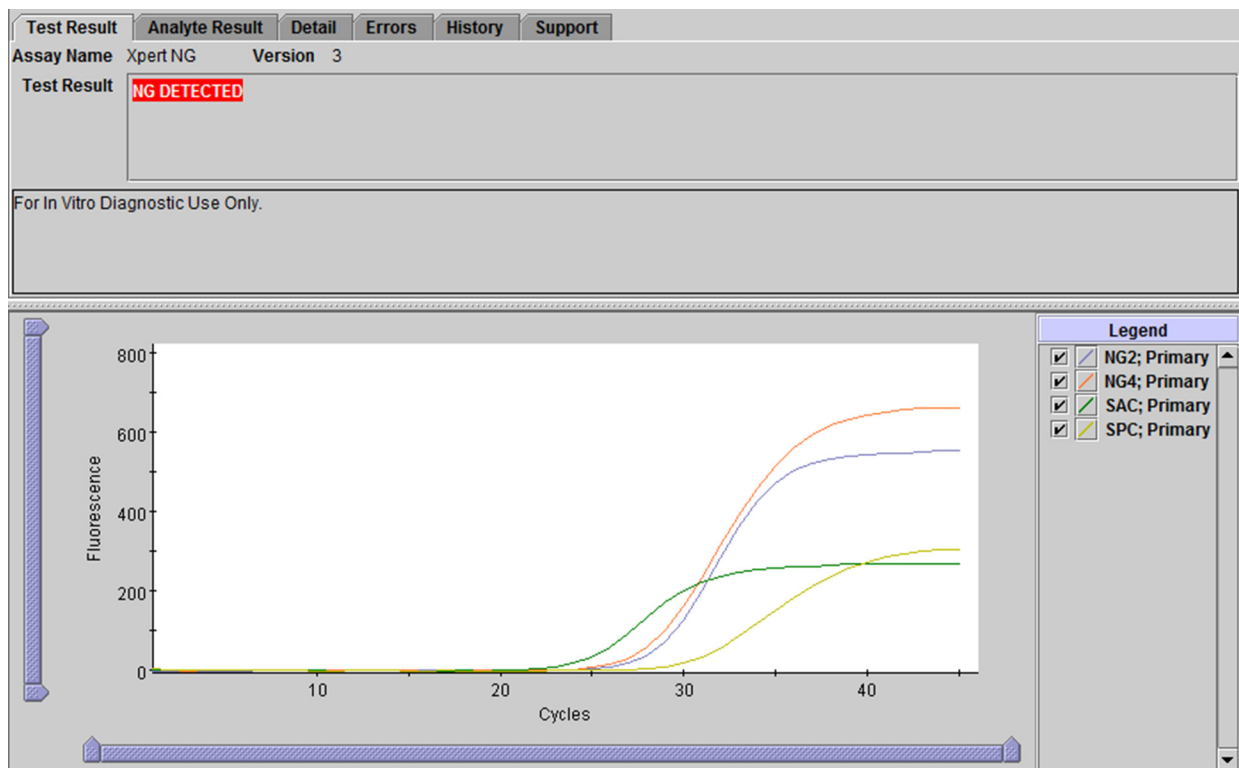 Test Result Analyte Result Detail Errors History Support
Assay Name Xpert NG Version 3
Test Result NG DETECTED
For In Vitro Diagnostic Use Only.
Legend
NG2; Primary
NG4; Primary
SAC; Primary
SPC; Primary
800
600
400
200
0
Fluorescence
10 20 30 40
Cycles